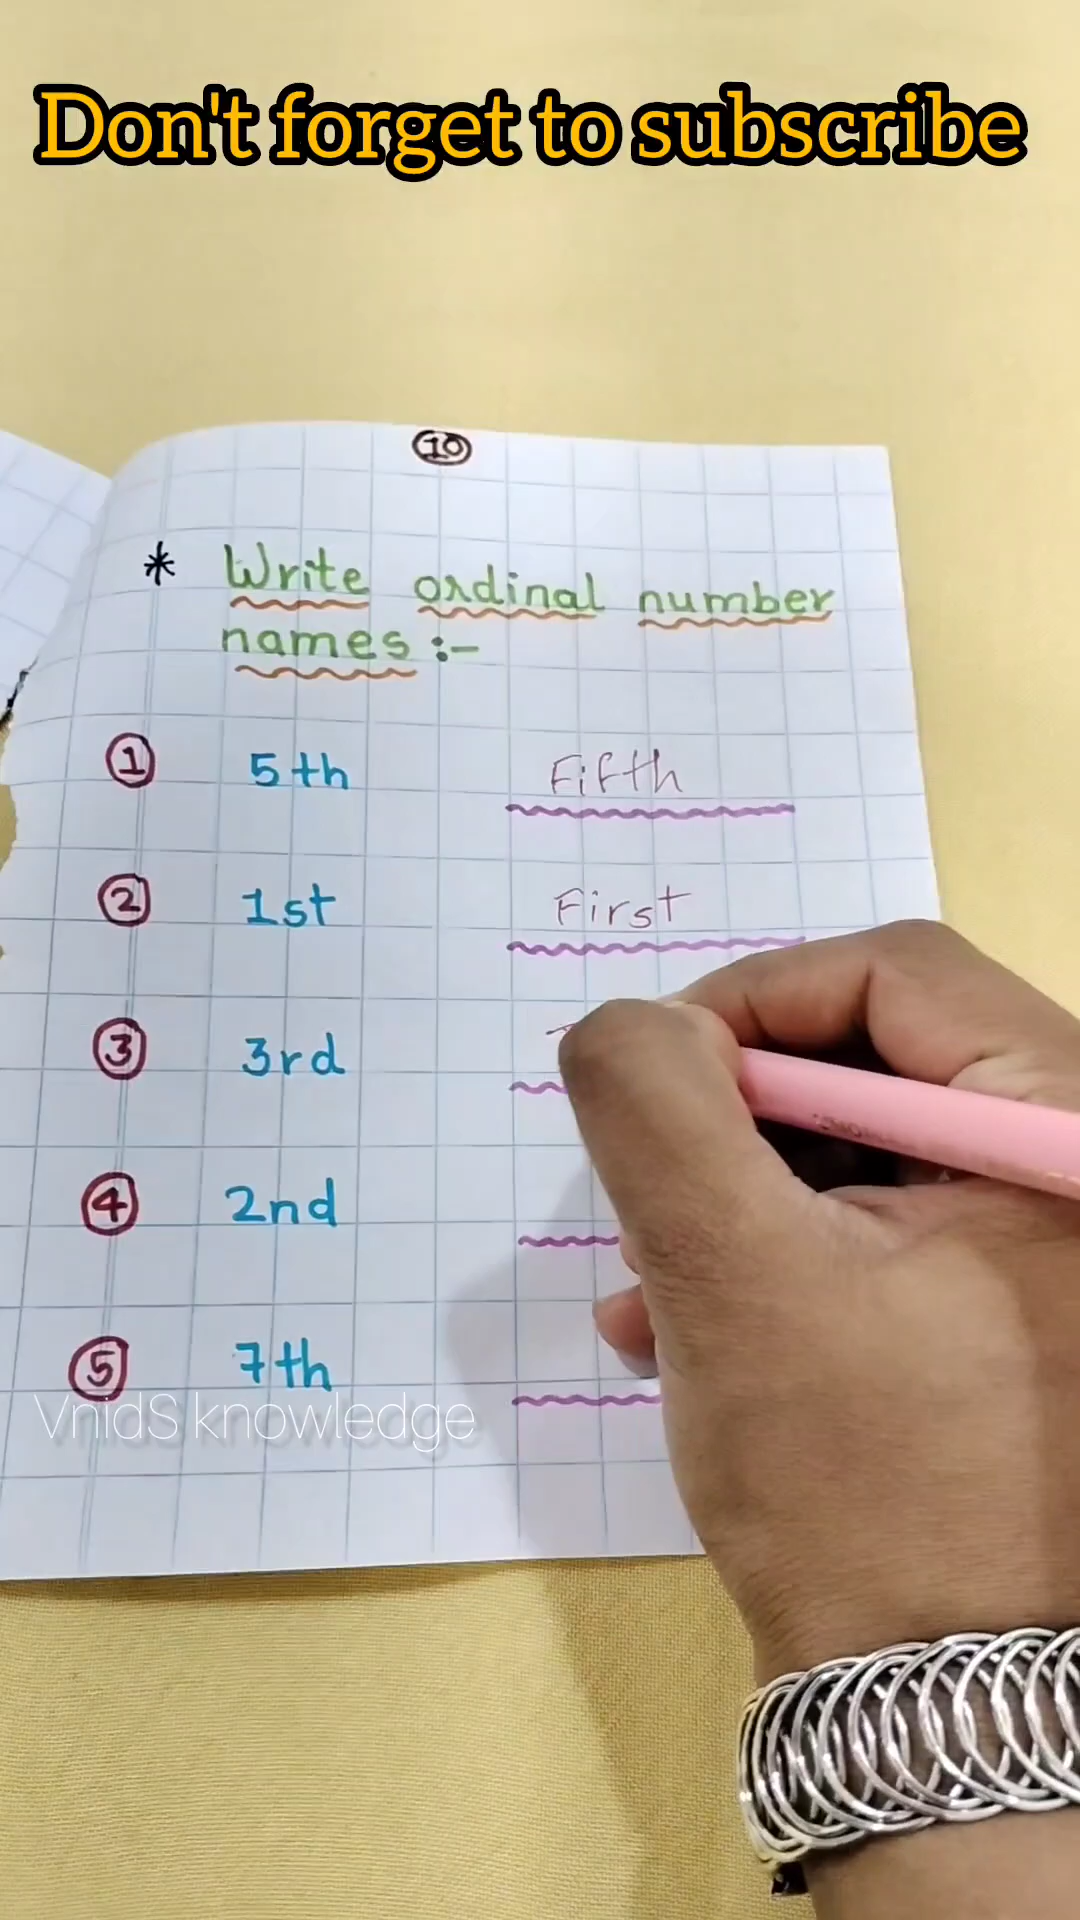 Don't forget to subscribe
10
* Write ordinal number
names :-
1 5th Fifth
2 1st First
3 3rd
4 2nd
5 7th
VnidS knowledge